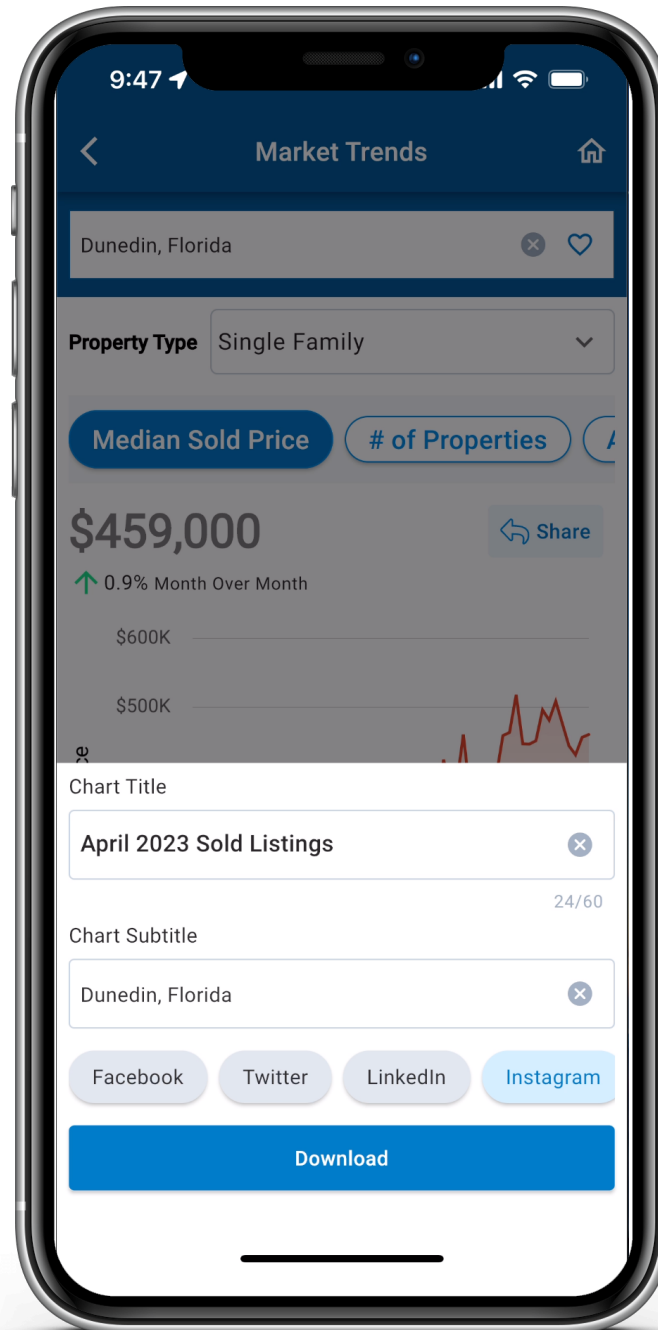 9:47
Market Trends
Dunedin, Florida
Property Type
Single Family
Median Sold Price
# of Properties
A
$459,000
Share
0.9% Month Over Month
$600K
$500K
Chart Title
April 2023 Sold Listings
24/60
Chart Subtitle
Dunedin, Florida
Facebook
Twitter
LinkedIn
Instagram
Download